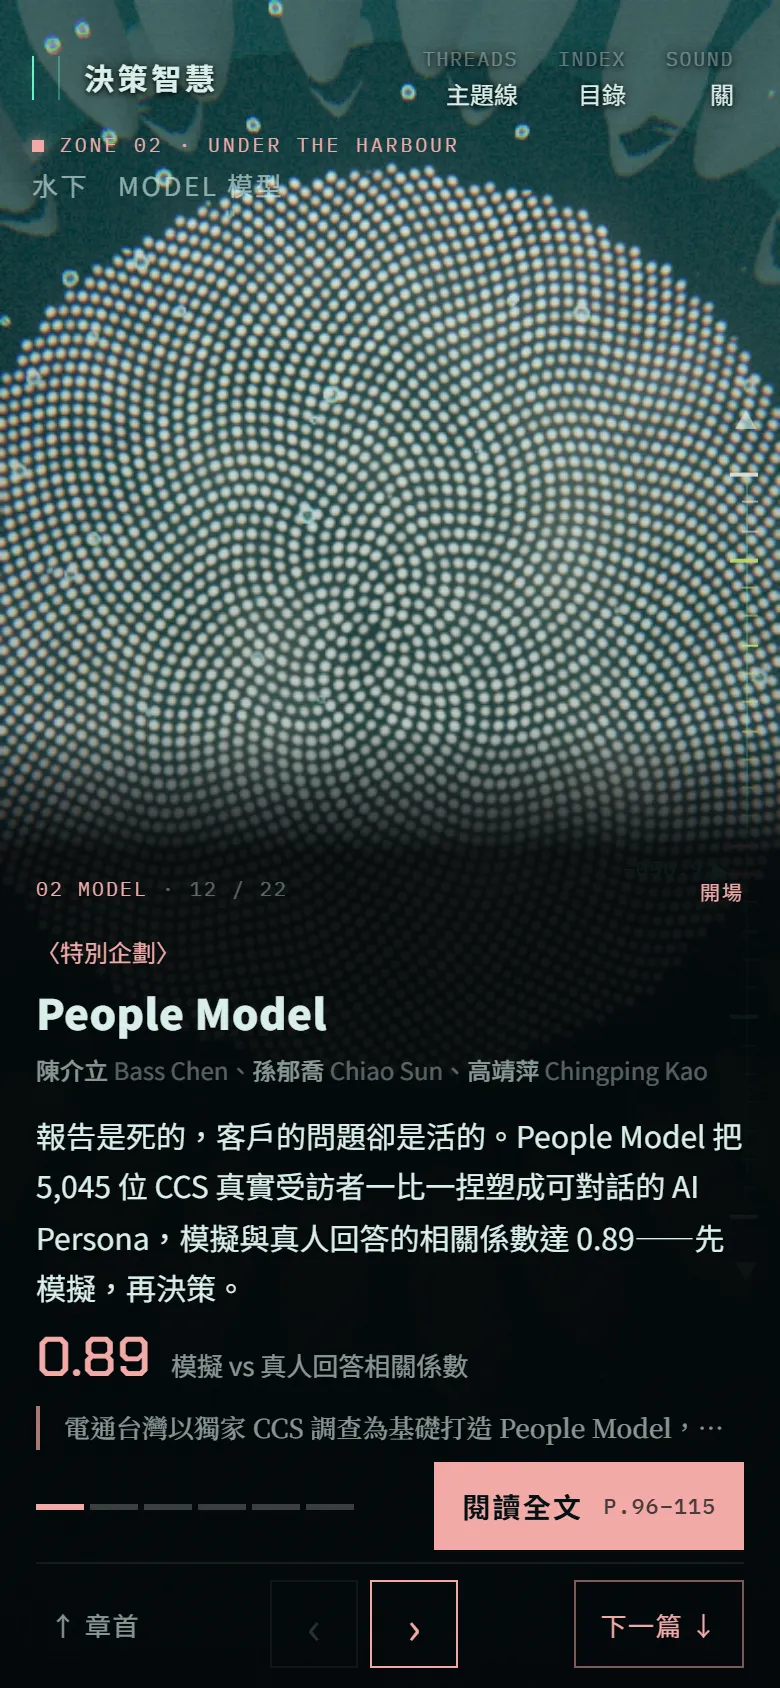 決策智慧
THREADS
主題線
INDEX
目錄
SOUND
關
ZONE 02 · UNDER THE HARBOUR
水下 MODEL 模型
02 MODEL · 12 / 22
開場
〈特別企劃〉
People Model
陳介立 Bass Chen、孫郁喬 Chiao Sun、高靖萍 Chingping Kao
報告是死的，客戶的問題卻是活的。People Model 把
5,045 位 CCS 真實受訪者一比一捏塑成可對話的 AI
Persona，模擬與真人回答的相關係數達 0.89——先
模擬，再決策。
0.89 模擬 vs 真人回答相關係數
電通台灣以獨家 CCS 調查為基礎打造 People Model，…
閱讀全文 P.96–115
↑ 章首
‹
›
下一篇 ↓